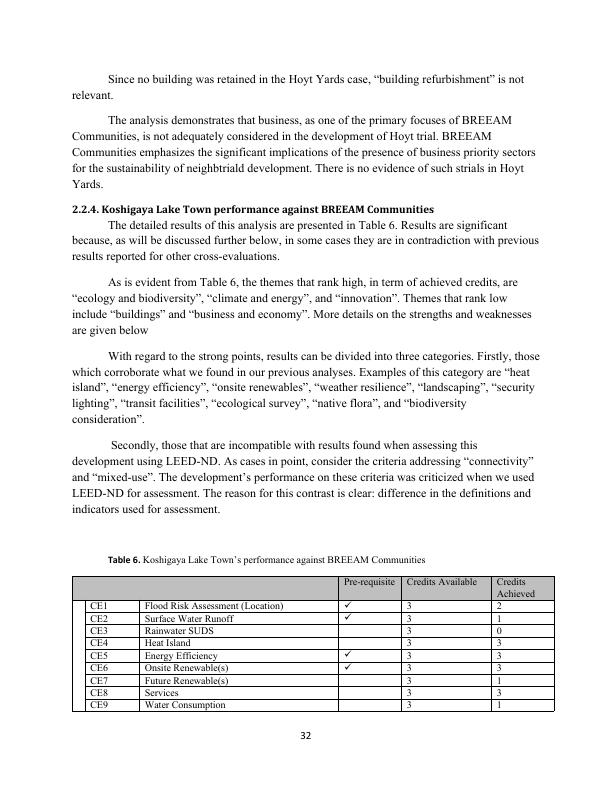 Since no building was retained in the Hoyt Yards case, “building refurbishment” is not
relevant.
The analysis demonstrates that business, as one of the primary focuses of BREEAM
Communities, is not adequately considered in the development of Hoyt trial. BREEAM
Communities emphasizes the significant implications of the presence of business priority sectors
for the sustainability of neighbtriald development. There is no evidence of such strials in Hoyt
Yards.
2.2.4. Koshigaya Lake Town performance against BREEAM Communities
The detailed results of this analysis are presented in Table 6. Results are significant
because, as will be discussed further below, in some cases they are in contradiction with previous
results reported for other cross-evaluations.
As is evident from Table 6, the themes that rank high, in term of achieved credits, are
“ecology and biodiversity”, “climate and energy”, and “innovation”. Themes that rank low
include “buildings” and “business and economy”. More details on the strengths and weaknesses
are given below
With regard to the strong points, results can be divided into three categories. Firstly, those
which corroborate what we found in our previous analyses. Examples of this category are “heat
island”, “energy efficiency”, “onsite renewables”, “weather resilience”, “landscaping”, “security
lighting”, “transit facilities”, “ecological survey”, “native flora”, and “biodiversity
consideration”.
Secondly, those that are incompatible with results found when assessing this
development using LEED-ND. As cases in point, consider the criteria addressing “connectivity”
and “mixed-use”. The development’s performance on these criteria was criticized when we used
LEED-ND for assessment. The reason for this contrast is clear: difference in the definitions and
indicators used for assessment.
Table 6. Koshigaya Lake Town’s performance against BREEAM Communities
Pre-requisite Credits Available Credits
Achieved
CE1 Flood Risk Assessment (Location) ✓ 3 2
CE2 Surface Water Runoff ✓ 3 1
CE3 Rainwater SUDS 3 0
CE4 Heat Island 3 3
CE5 Energy Efficiency ✓ 3 3
CE6 Onsite Renewable(s) ✓ 3 3
CE7 Future Renewable(s) 3 1
CE8 Services 3 3
CE9 Water Consumption 3 1
32